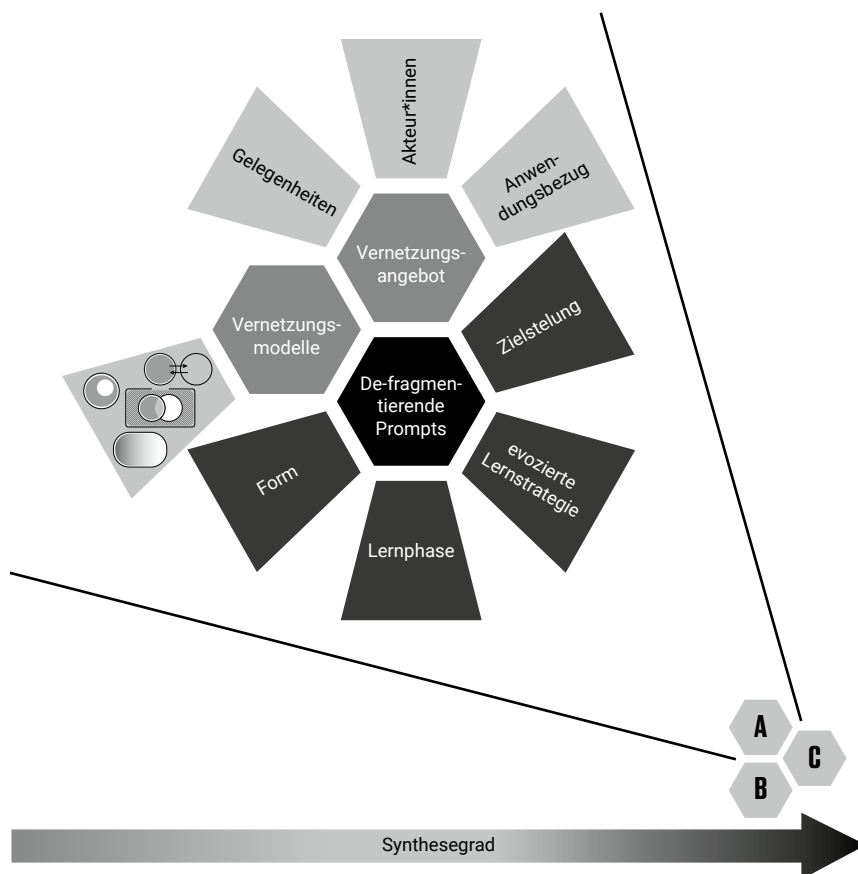 Akteur*innen
Gelegenheiten
Anwen-
dungsbezug
Vernetzungs-
angebot
Vernetzungs-
modelle
Zielstelung
De-fragmen-
tierende
Prompts
evozierte
Lernstrategie
Form
Lernphase
A
C
B
Synthesegrad